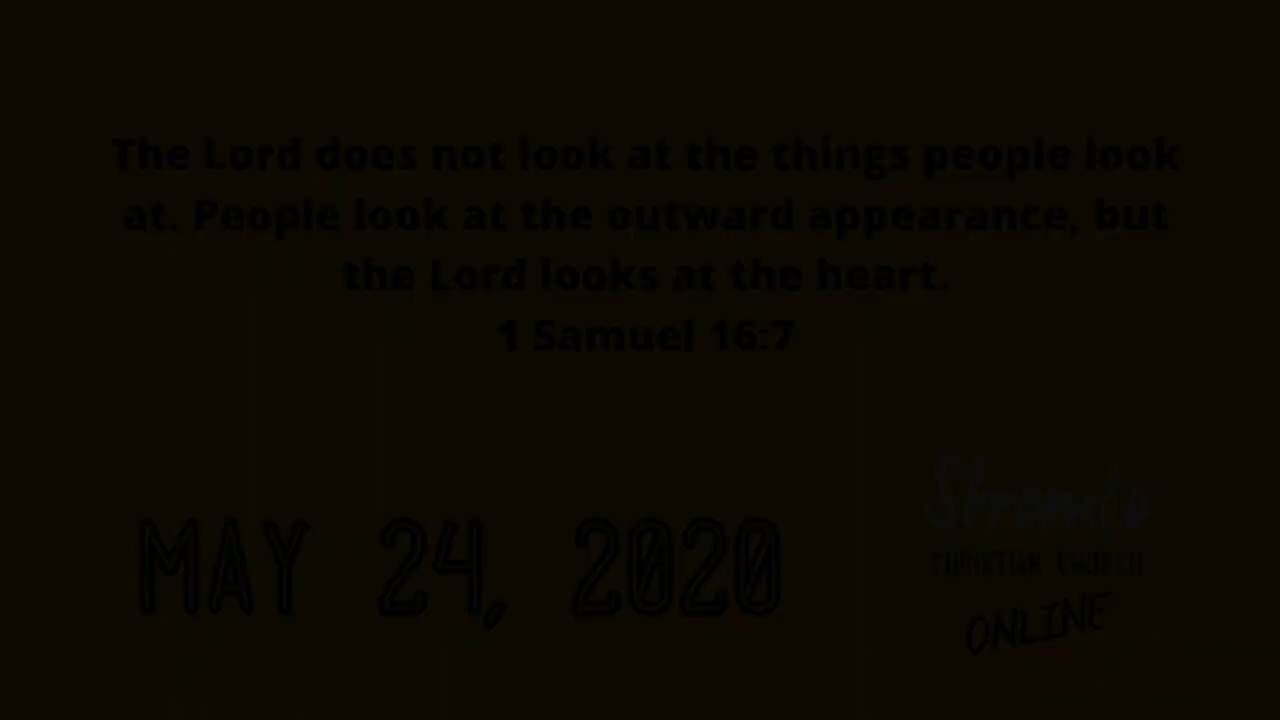 The Lord does not look at the things people look
at. People look at the outward appearance, but
the Lord looks at the heart.
1 Samuel 16:7
MAY 24, 2020
CHRISTIAN CHURCH
ONLINE